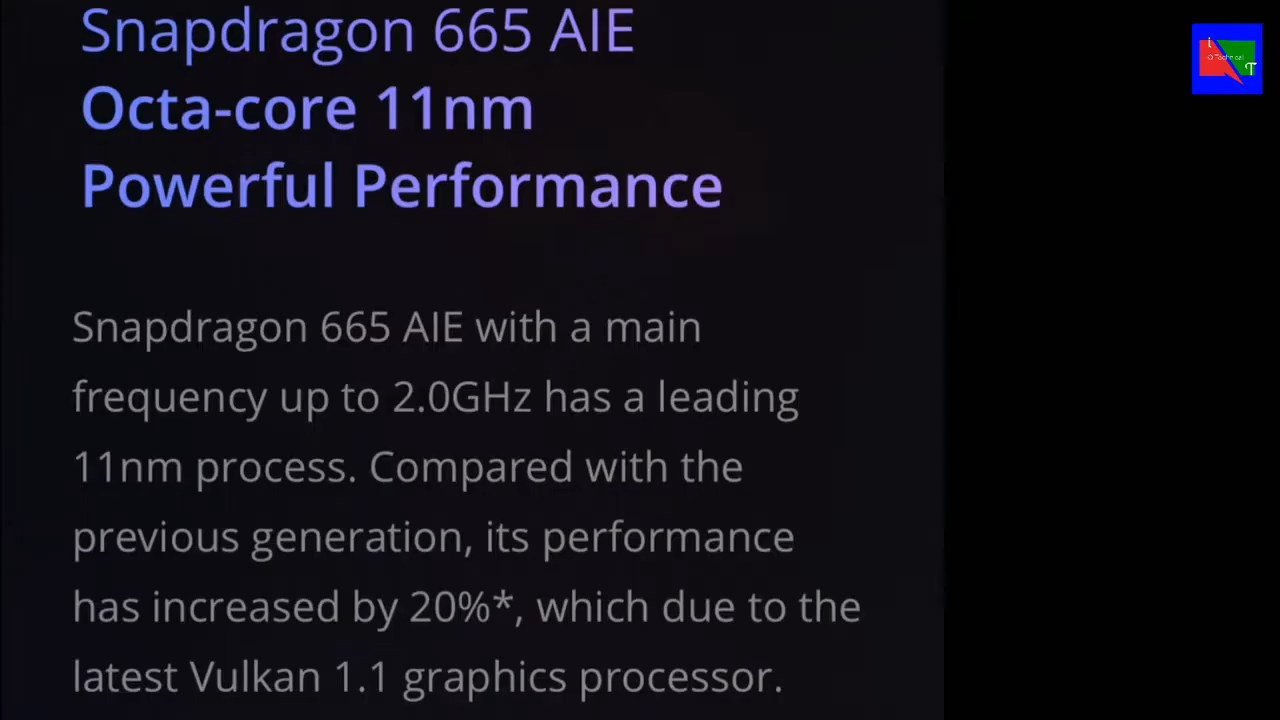 Snapdragon 665 AIE
Octa-core 11nm
Powerful Performance
Snapdragon 665 AIE with a main
frequency up to 2.0GHz has a leading
11nm process. Compared with the
previous generation, its performance
has increased by 20%*, which due to the
latest Vulkan 1.1 graphics processor.
i
Technical
T